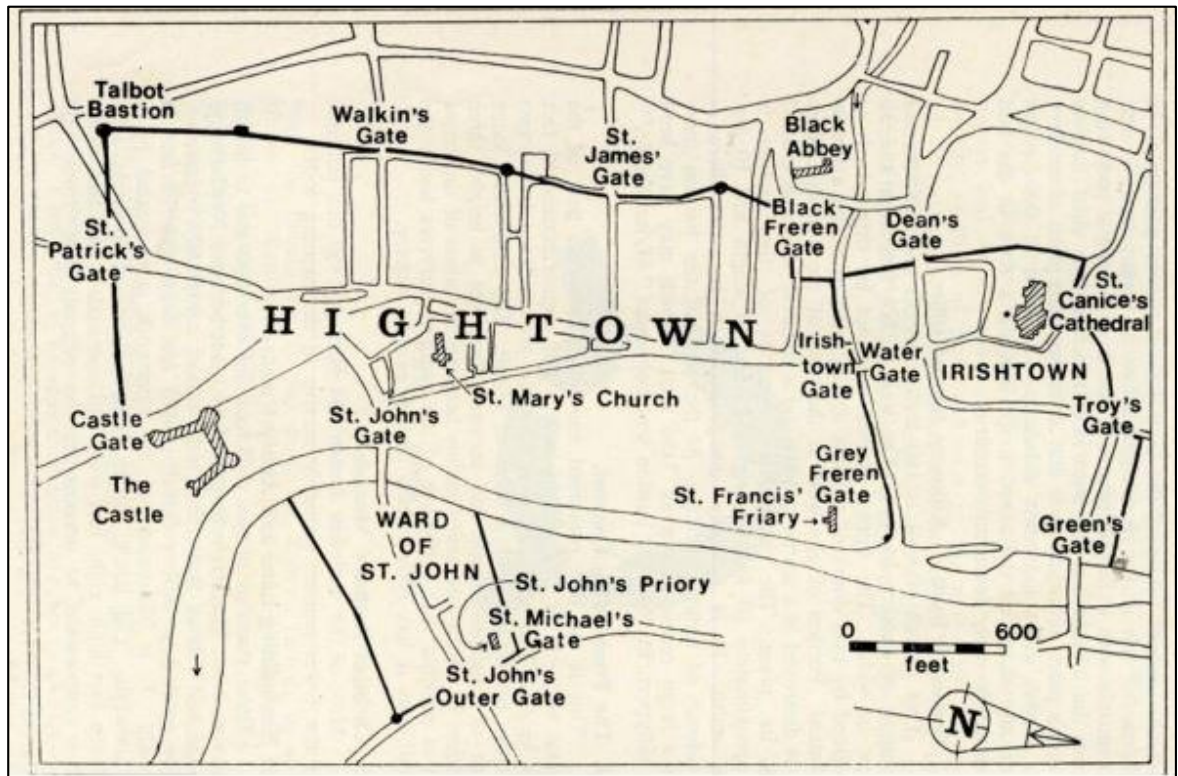 Talbot
Bastion
Walkin's
Gate
St.
James'
Gate
Black
Abbey
St.
Patrick's
Gate
Black
Freren
Gate
Dean's
Gate
St.
Canice's
Cathedral
HIGHTOWN
Irish-
town
Gate
Water
Gate
IRISHTOWN
St. Mary's Church
Castle
Gate
St. John's
Gate
Troy's
Gate
The
Castle
Grey
Freren
Gate
St. Francis'
Friary
Green's
Gate
WARD
OF
ST. JOHN
St. John's Priory
St. Michael's
Gate
St. John's
Outer Gate
0 600
feet
N